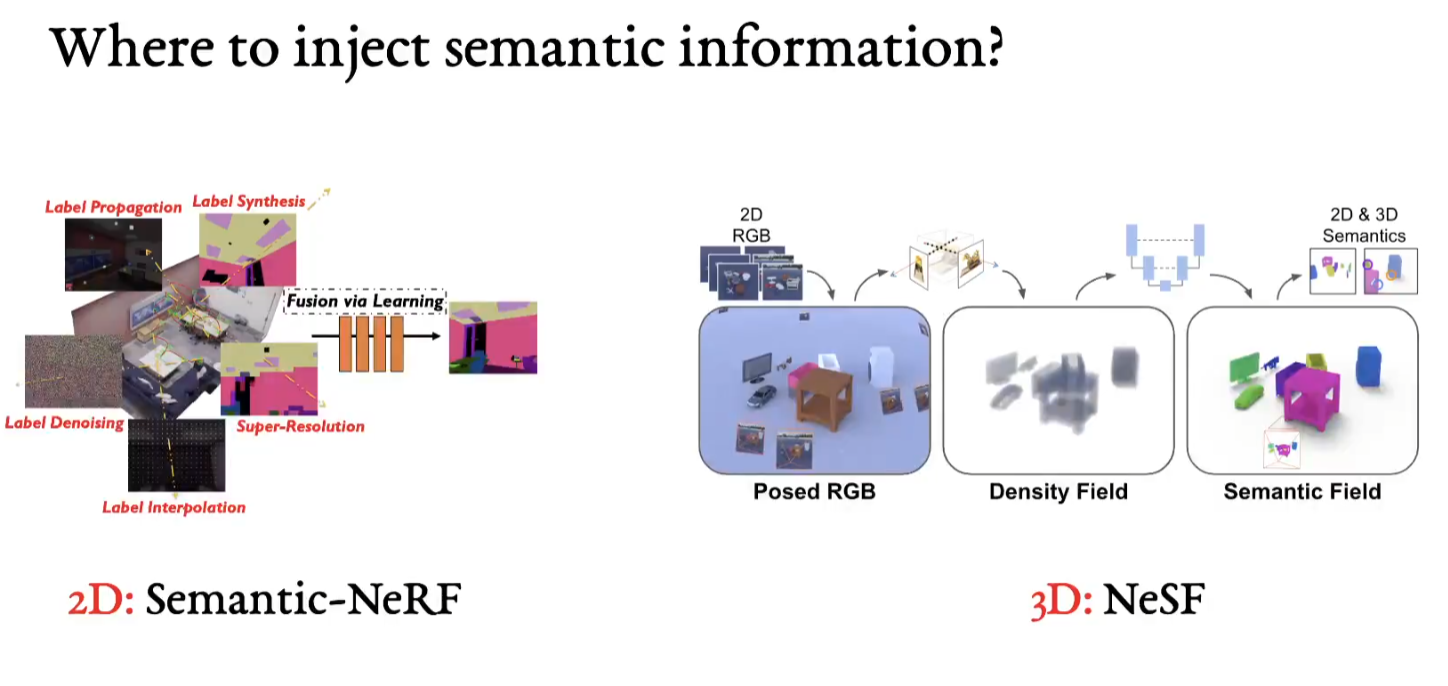 Where to inject semantic information?
Label Propagation
Label Synthesis
Fusion via Learning
Label Denoising
Super-Resolution
Label Interpolation
2D: Semantic-NeRF
2D
RGB
2D & 3D
Semantics
Posed RGB
Density Field
Semantic Field
3D: NeSF